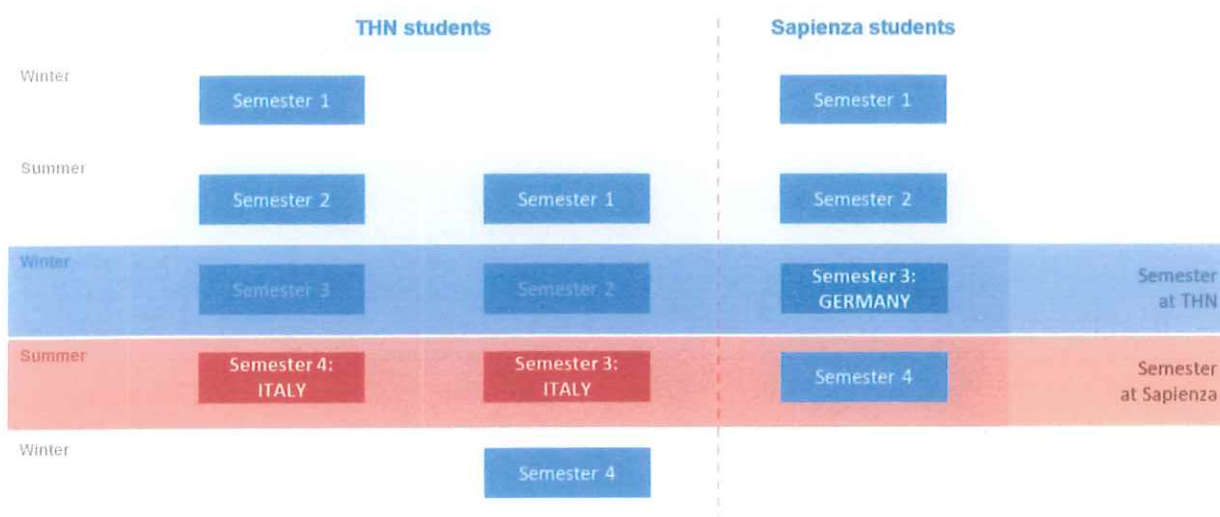 THN students Sapienza students
Winter
Semester 1 Semester 1
Summer
Semester 2 Semester 1 Semester 2
Winter
Semester 3 Semester 2 Semester 3:
GERMANY
Semester
at THN
Summer
Semester 4:
ITALY
Semester 3:
ITALY
Semester 4
Semester
at Sapienza
Winter
Semester 4